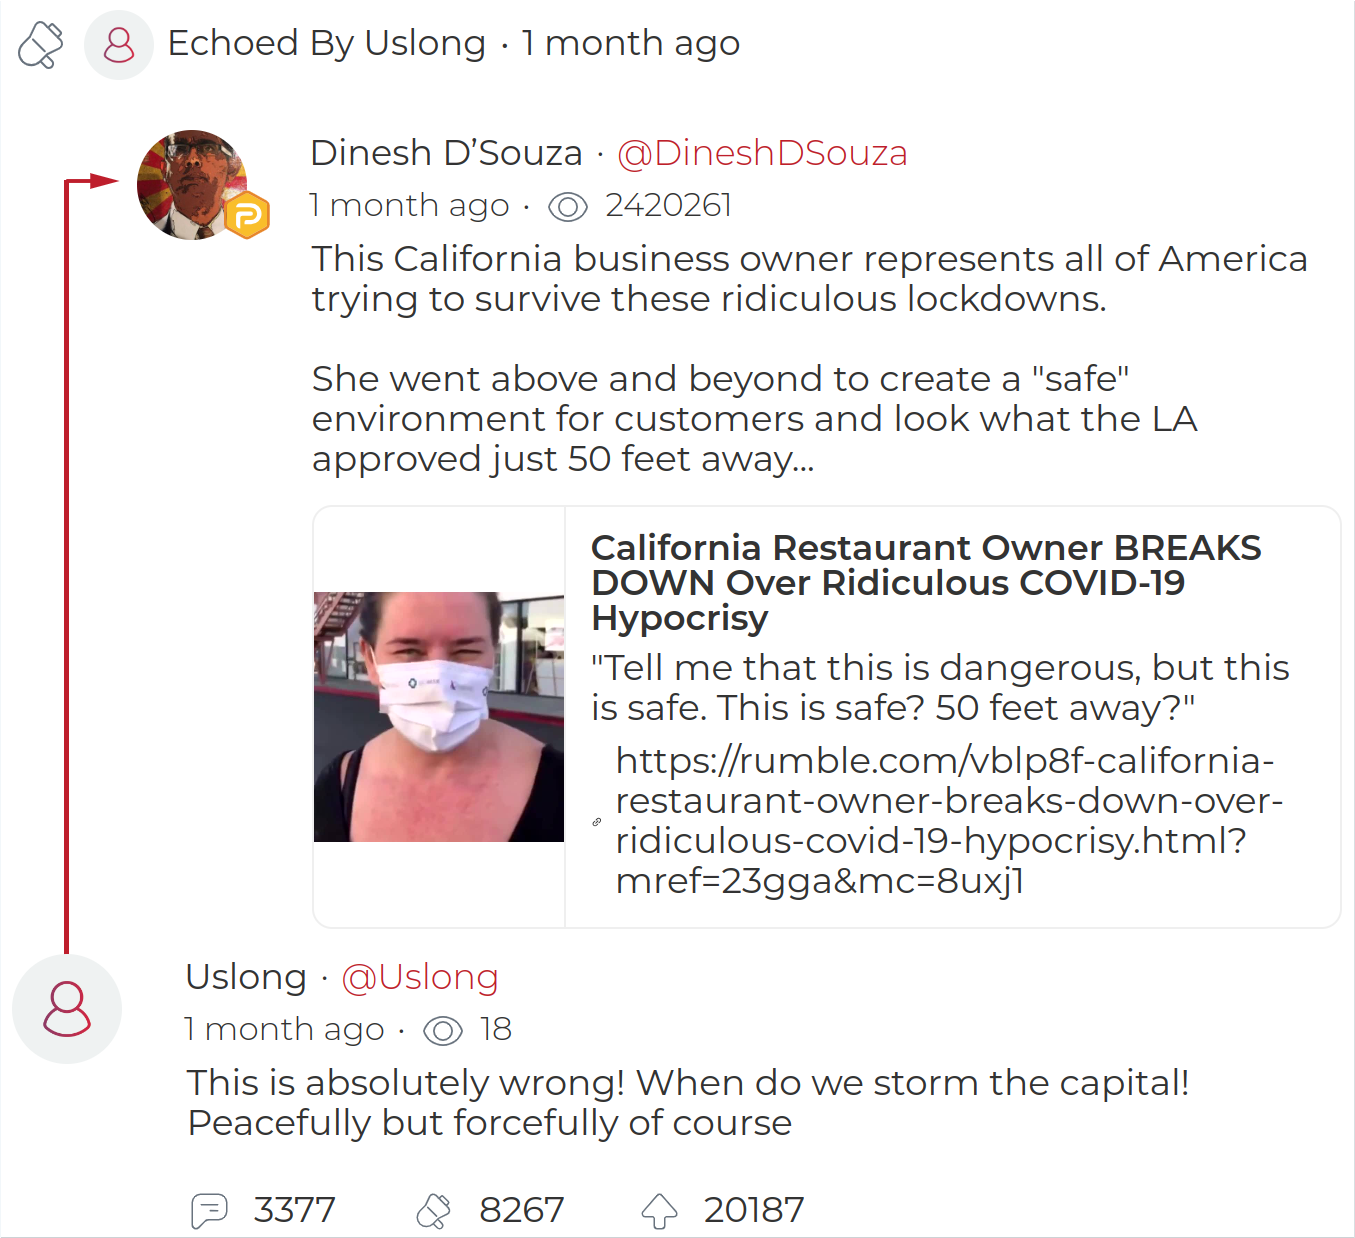 Echoed By Uslong · 1 month ago
Dinesh D’Souza · @DineshDSouza
1 month ago · 2420261
This California business owner represents all of America
trying to survive these ridiculous lockdowns.
She went above and beyond to create a "safe"
environment for customers and look what the LA
approved just 50 feet away...
California Restaurant Owner BREAKS
DOWN Over Ridiculous COVID-19
Hypocrisy
"Tell me that this is dangerous, but this
is safe. This is safe? 50 feet away?"
https://rumble.com/vblp8f-california-
restaurant-owner-breaks-down-over-
ridiculous-covid-19-hypocrisy.html?
mref=23gga&mc=8uxj1
Uslong · @Uslong
1 month ago · 18
This is absolutely wrong! When do we storm the capital!
Peacefully but forcefully of course
3377 8267 20187